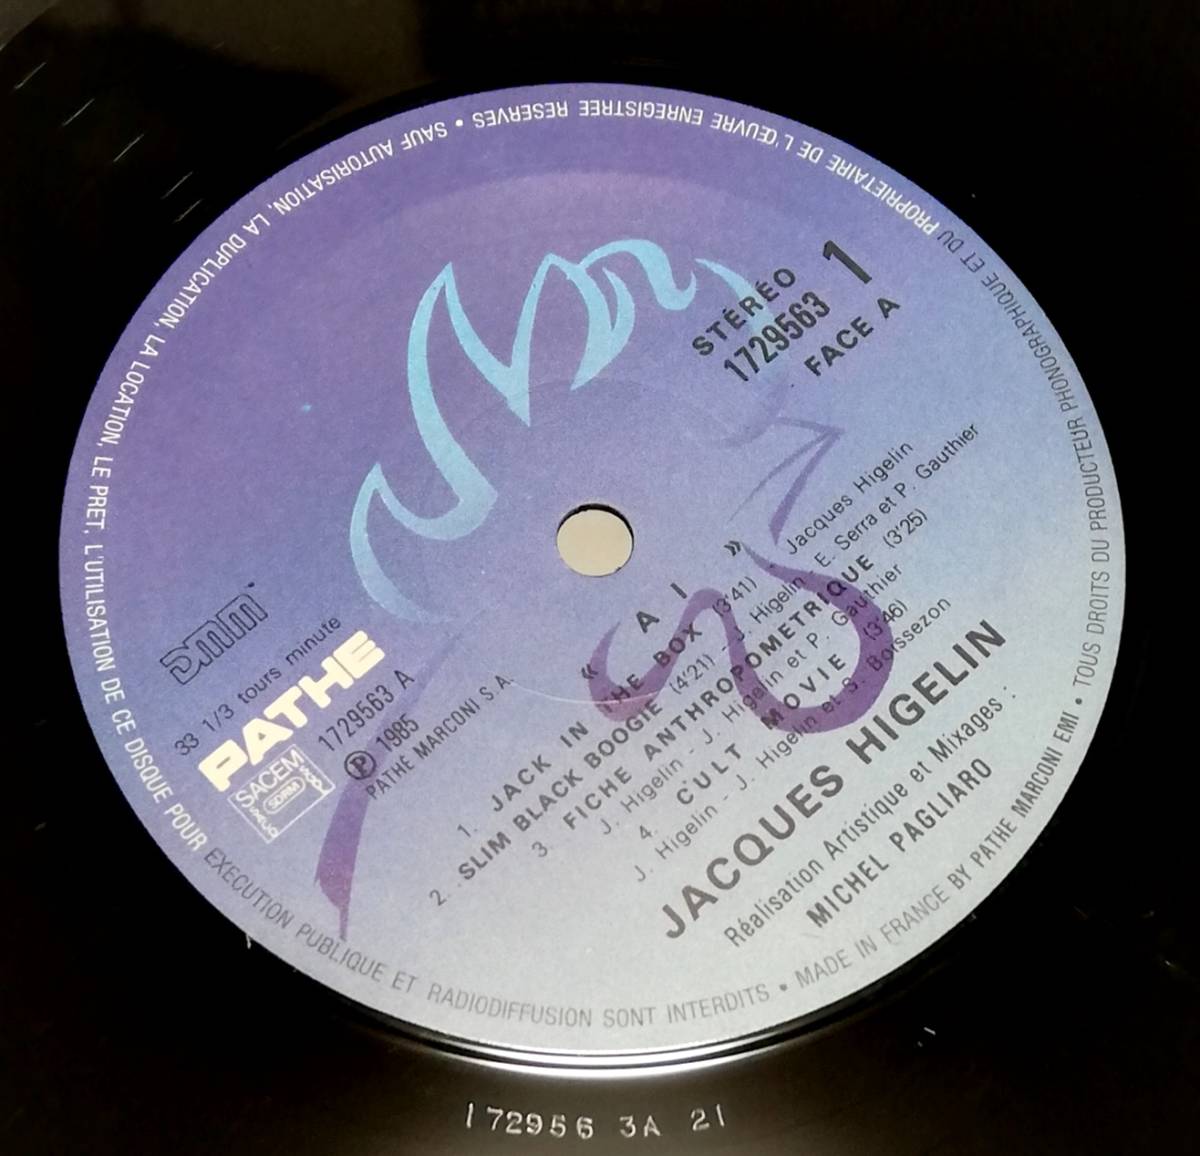 STÉRÉO
1729563 1
FACE A
« A I »
1. JACK IN THE BOX (3'41) - Jacques Higelin
2. SLIM BLACK BOOGIE (4'21) - J. Higelin - E. Serra et P. Gauthier
3. FICHE ANTHROPOMETRIQUE (3'25)
J. Higelin - J. Higelin et P. Gauthier
4. CULT MOVIE (3'46)
J. Higelin - J. Higelin et S. Boissezon
JACQUES HIGELIN
Réalisation Artistique et Mixages :
MICHEL PAGLIARO
DMM
33 1/3 tours minute
PATHE
SACEM
SDRM
1729563 A
Ⓟ 1985
PATHÉ MARCONI S.A.
TOUS DROITS DU PRODUCTEUR PHONOGRAPHIQUE ET DU PROPRIETAIRE DE L'ŒUVRE ENREGISTREE RESERVES • SAUF AUTORISATION, LA DUPLICATION, LA LOCATION, LE PRET, L'UTILISATION DE CE DISQUE POUR EXECUTION PUBLIQUE ET RADIODIFFUSION SONT INTERDITS • MADE IN FRANCE BY PATHE MARCONI EMI •
172956 3A 21